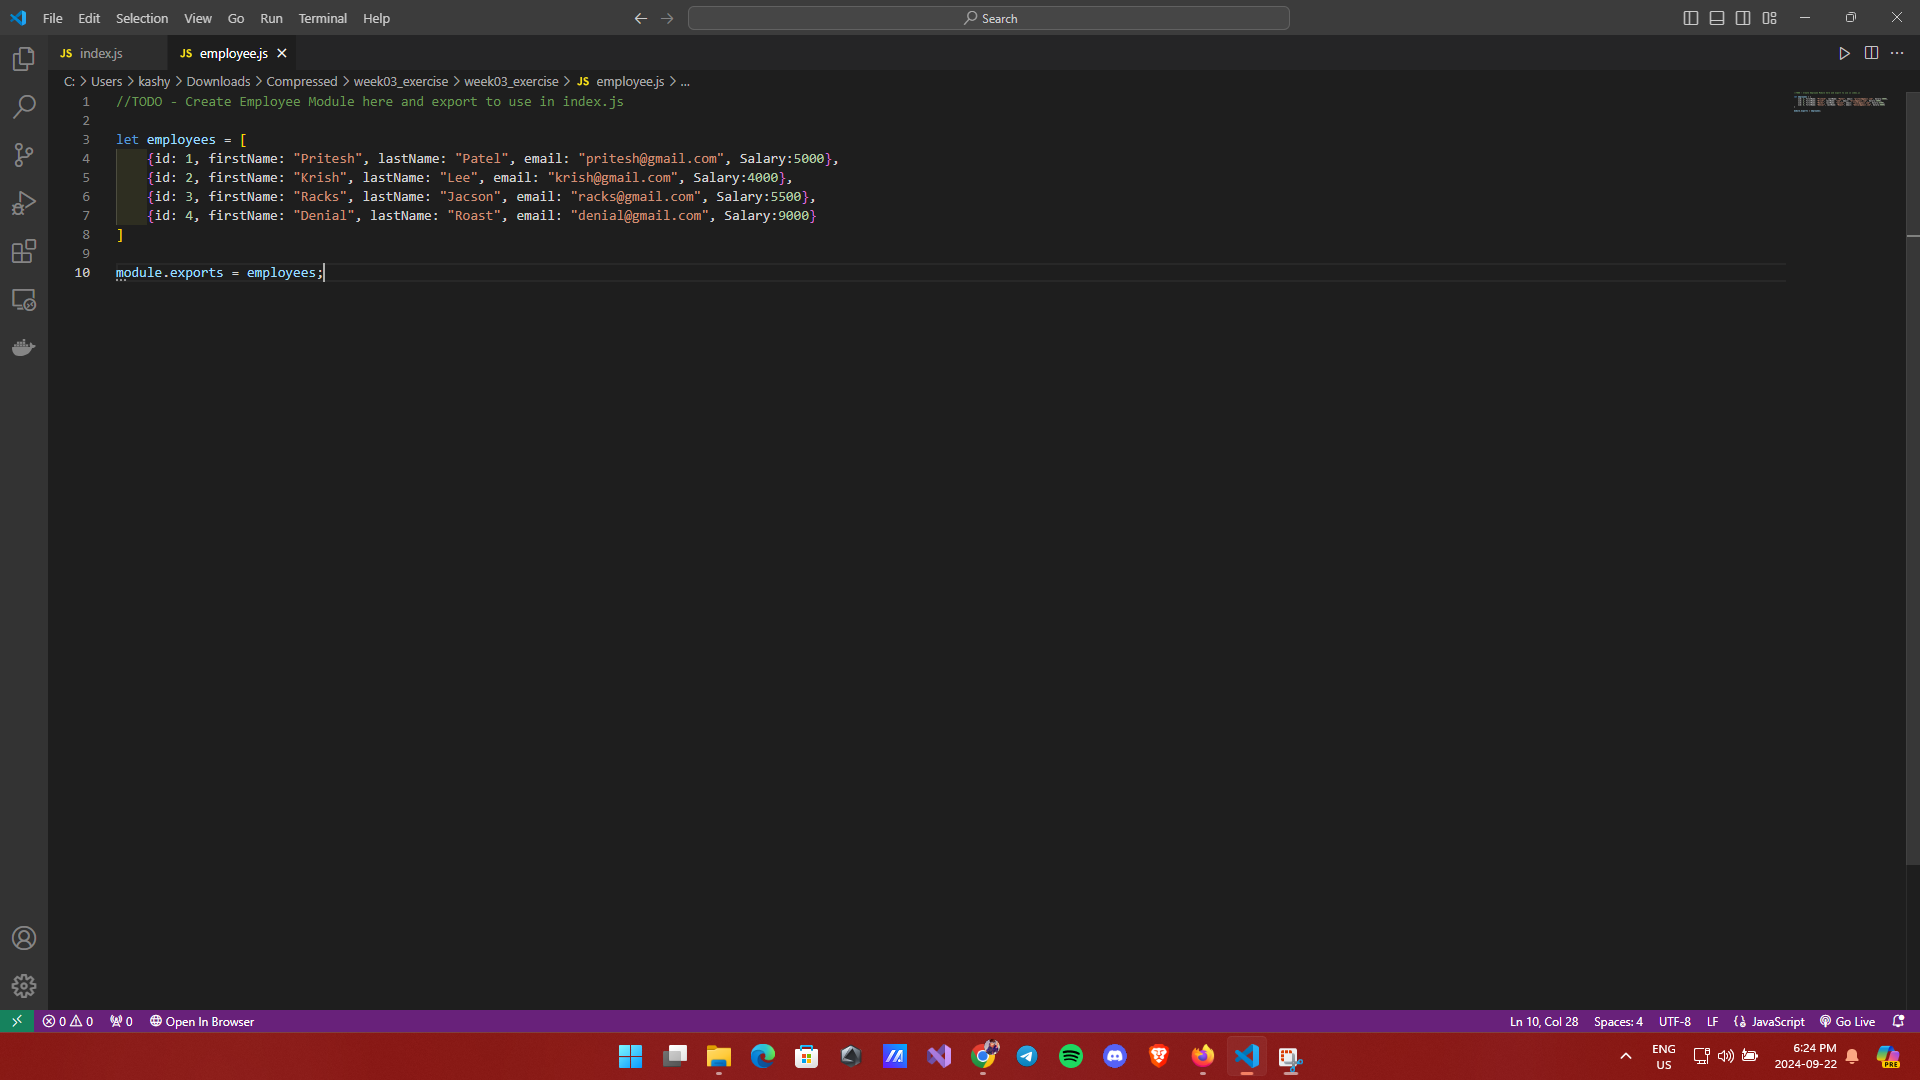 File Edit Selection View Go Run Terminal Help
Search
JS index.js
JS employee.js
C: > Users > kashy > Downloads > Compressed > week03_exercise > week03_exercise > JS employee.js > ...
1 //TODO - Create Employee Module here and export to use in index.js
2
3 let employees = [
4 {id: 1, firstName: "Pritesh", lastName: "Patel", email: "pritesh@gmail.com", Salary:5000},
5 {id: 2, firstName: "Krish", lastName: "Lee", email: "krish@gmail.com", Salary:4000},
6 {id: 3, firstName: "Racks", lastName: "Jacson", email: "racks@gmail.com", Salary:5500},
7 {id: 4, firstName: "Denial", lastName: "Roast", email: "denial@gmail.com", Salary:9000}
8 ]
9
10 module.exports = employees;
0 0 0 Open In Browser
Ln 10, Col 28 Spaces: 4 UTF-8 LF JavaScript Go Live
ENG
US
6:24 PM
2024-09-22
PRE